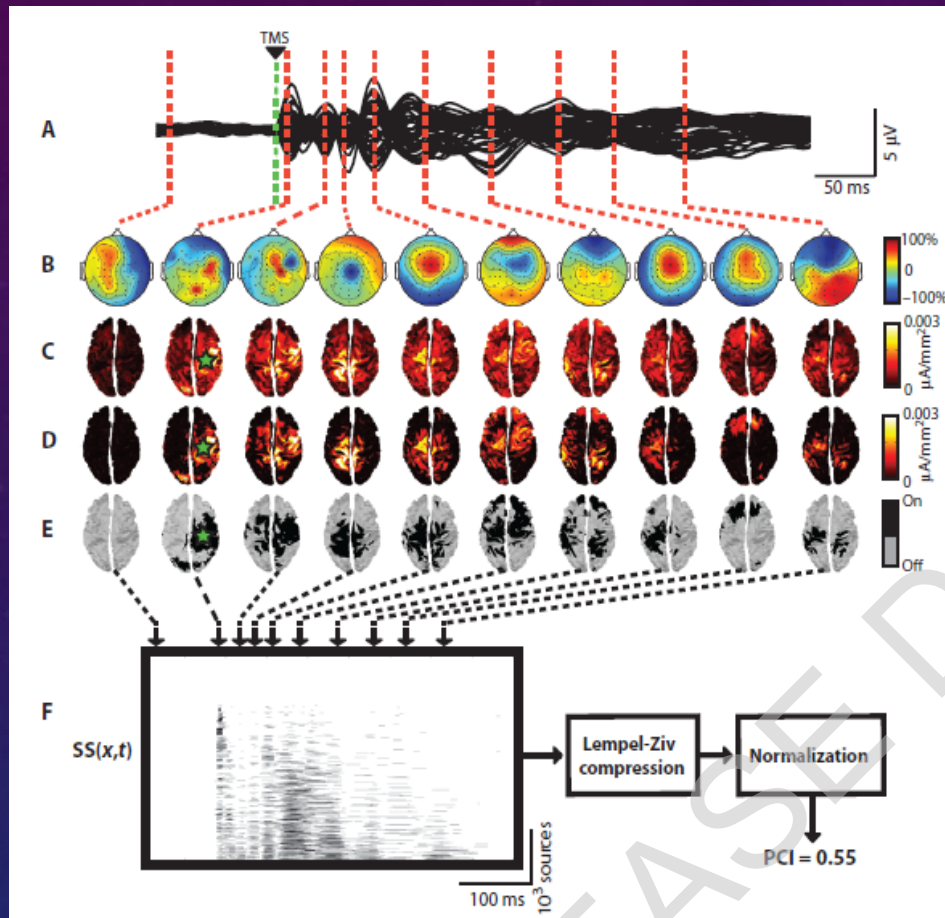 TMS
A
5 μV
50 ms
B
100%
0
−100%
C
0.003
μA/mm²
0
D
0.003
μA/mm²
0
E
On
Off
F
SS(x,t)
Lempel-Ziv
compression
Normalization
10³ sources
100 ms
PCI = 0.55
EASE D